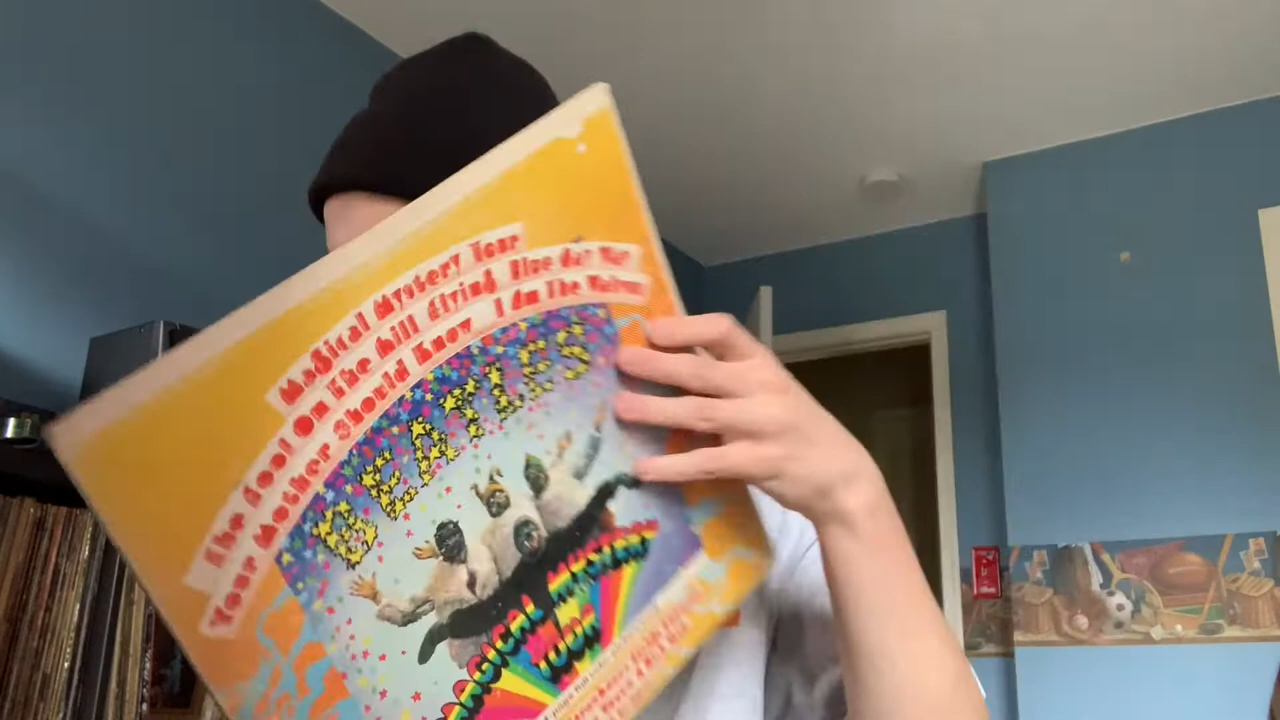 Magical Mystery Tour
The Fool On The Hill Flying Blue Jay Way
Your Mother Should Know I Am The Walrus
BEATLES
MAGICAL MYSTERY
TOUR